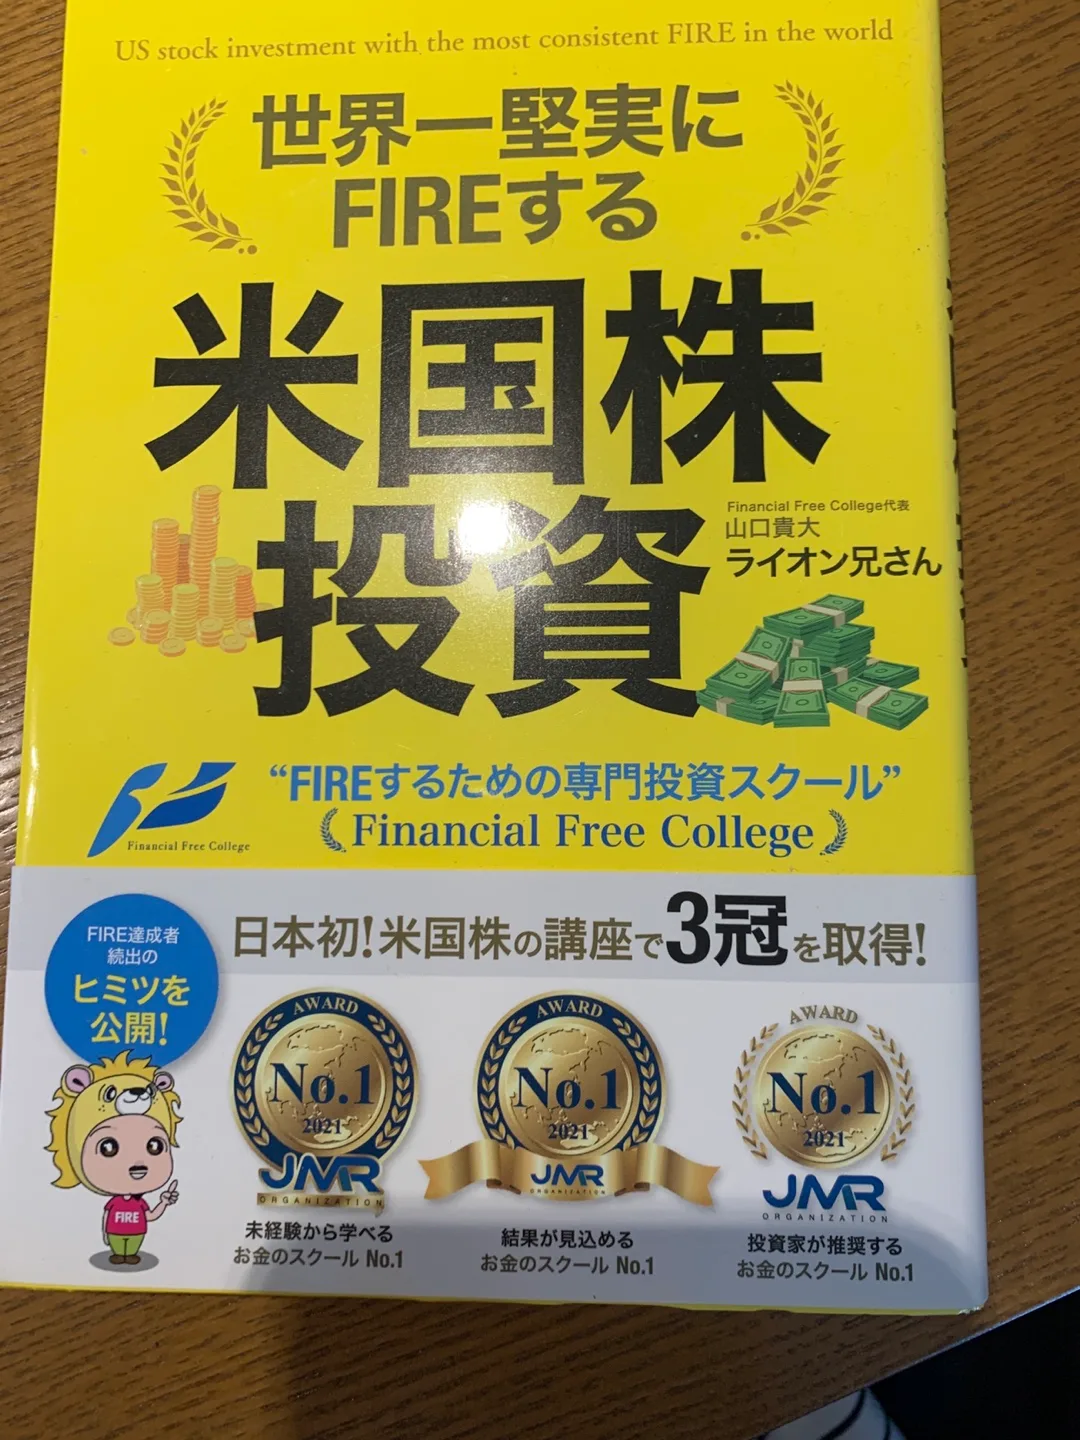 US stock investment with the most consistent FIRE in the world
世界一堅実に
FIREする
米国株
投資
Financial Free College代表
山口貴大
ライオン兄さん
Financial Free College
“FIREするための専門投資スクール”
Financial Free College
FIRE達成者
続出の
ヒミツを
公開!
日本初!米国株の講座で3冠を取得!
AWARD
No.1
2021
JMR
ORGANIZATION
未経験から学べる
お金のスクール No.1
AWARD
No.1
2021
JMR
ORGANIZATION
結果が見込める
お金のスクール No.1
AWARD
No.1
2021
JMR
ORGANIZATION
投資家が推奨する
お金のスクール No.1
FIRE